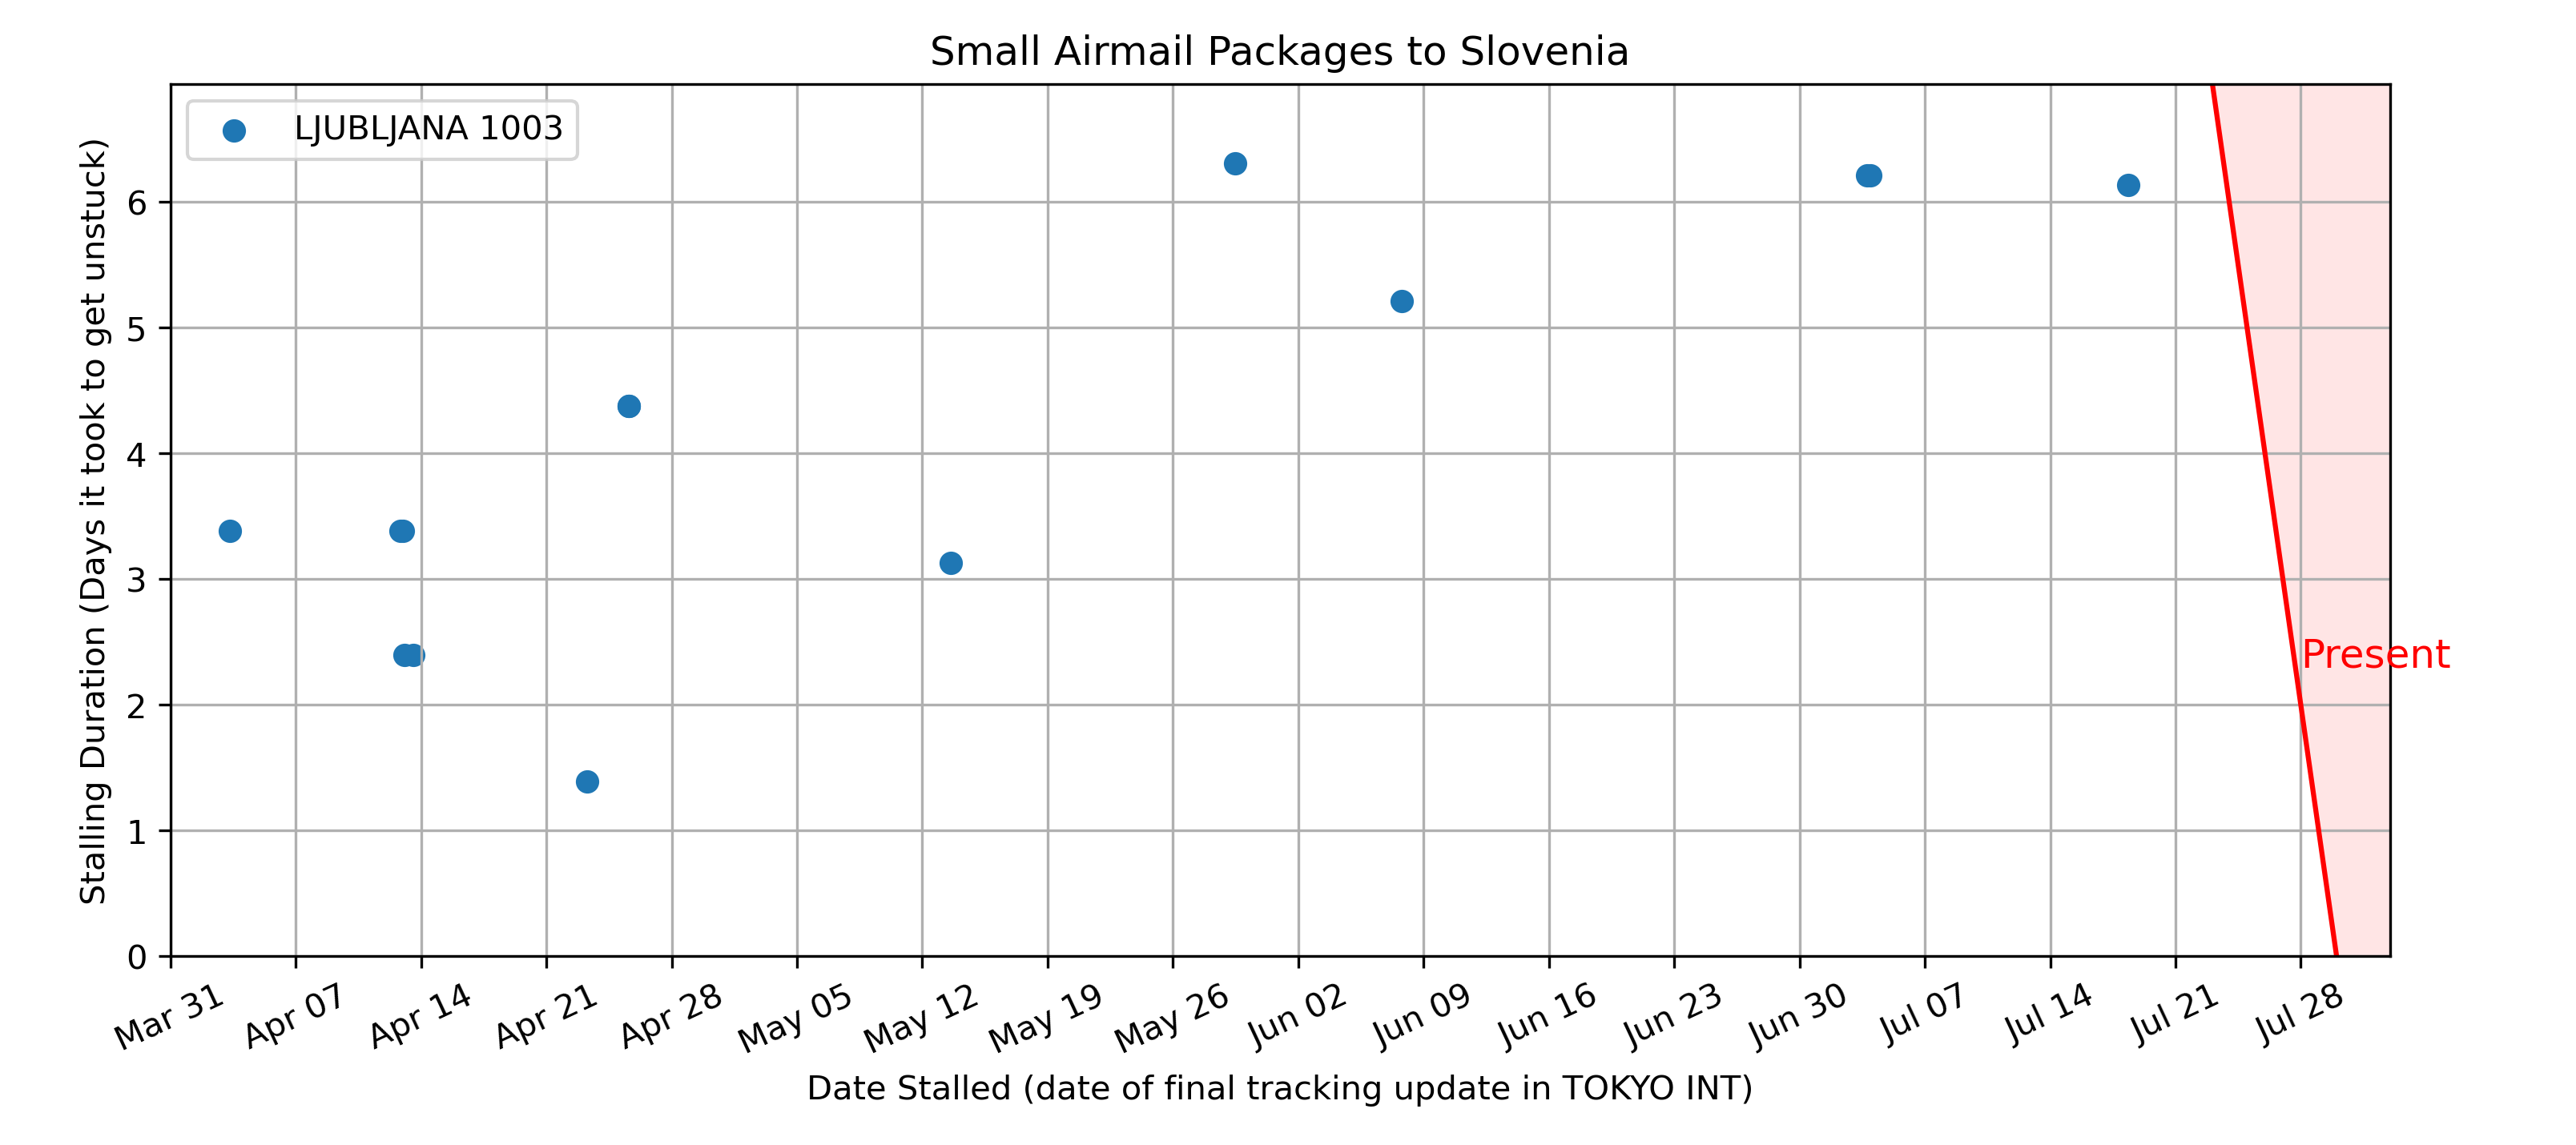 Small Airmail Packages to Slovenia
LJUBLJANA 1003
Stalling Duration (Days it took to get unstuck)
6
5
4
3
2
1
0
Present
Mar 31
Apr 07
Apr 14
Apr 21
Apr 28
May 05
May 12
May 19
May 26
Jun 02
Jun 09
Jun 16
Jun 23
Jun 30
Jul 07
Jul 14
Jul 21
Jul 28
Date Stalled (date of final tracking update in TOKYO INT)